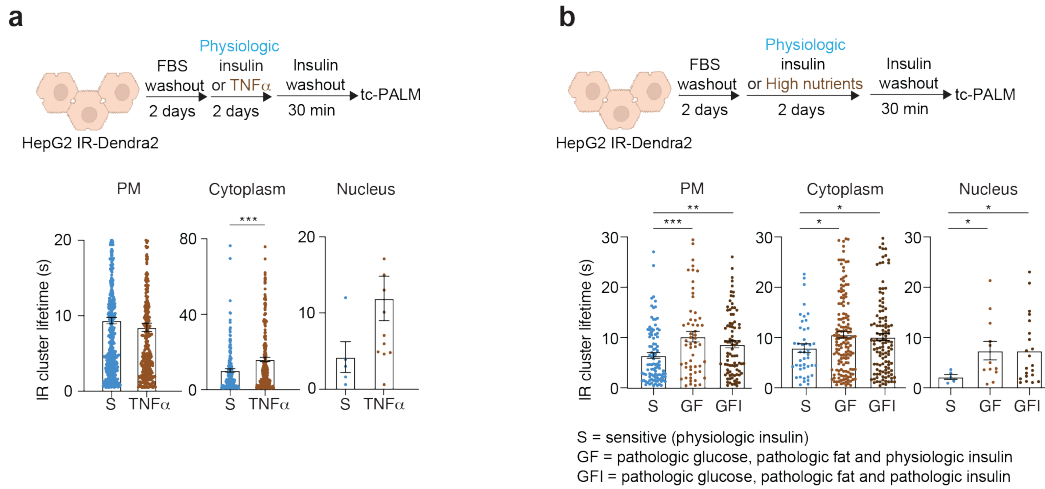 a
Physiologic
FBS insulin Insulin
washout or TNFα washout
tc-PALM
2 days 2 days 30 min
HepG2 IR-Dendra2
PM Cytoplasm Nucleus
***
IR cluster lifetime (s)
20 80 20
10 40 10
0 0 0
S TNFα S TNFα S TNFα
b
Physiologic
FBS insulin Insulin
washout or High nutrients washout
tc-PALM
2 days 2 days 30 min
HepG2 IR-Dendra2
PM Cytoplasm Nucleus
** * *
*** * *
IR cluster lifetime (s)
30 30 30
20 20 20
10 10 10
0 0 0
S GF GFI S GF GFI S GF GFI
S = sensitive (physiologic insulin)
GF = pathologic glucose, pathologic fat and physiologic insulin
GFI = pathologic glucose, pathologic fat and pathologic insulin